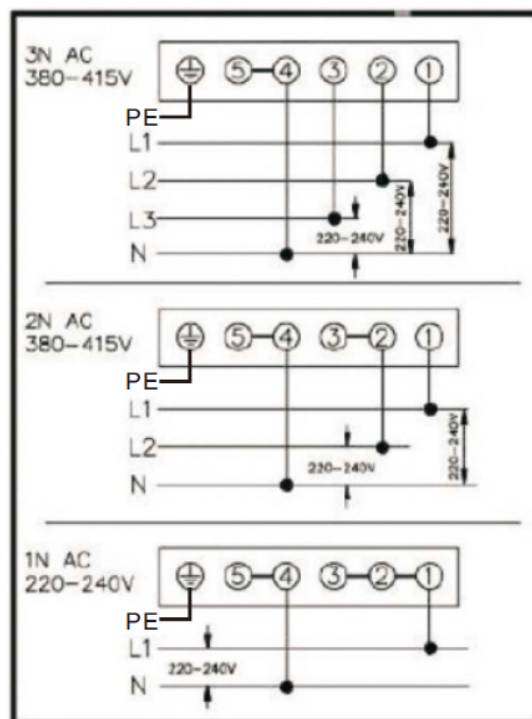 3N AC
380-415V
⏚ 5 4 3 2 1
PE
L1
L2
L3
N
220-240V
220-240V
220-240V
2N AC
380-415V
⏚ 5 4 3 2 1
PE
L1
L2
N
220-240V
220-240V
1N AC
220-240V
⏚ 5 4 3 2 1
PE
L1
N
220-240V